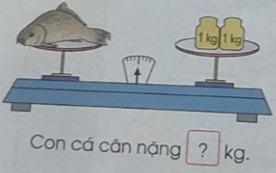 1 kg 1 kg
Con cá cân nặng ? kg.